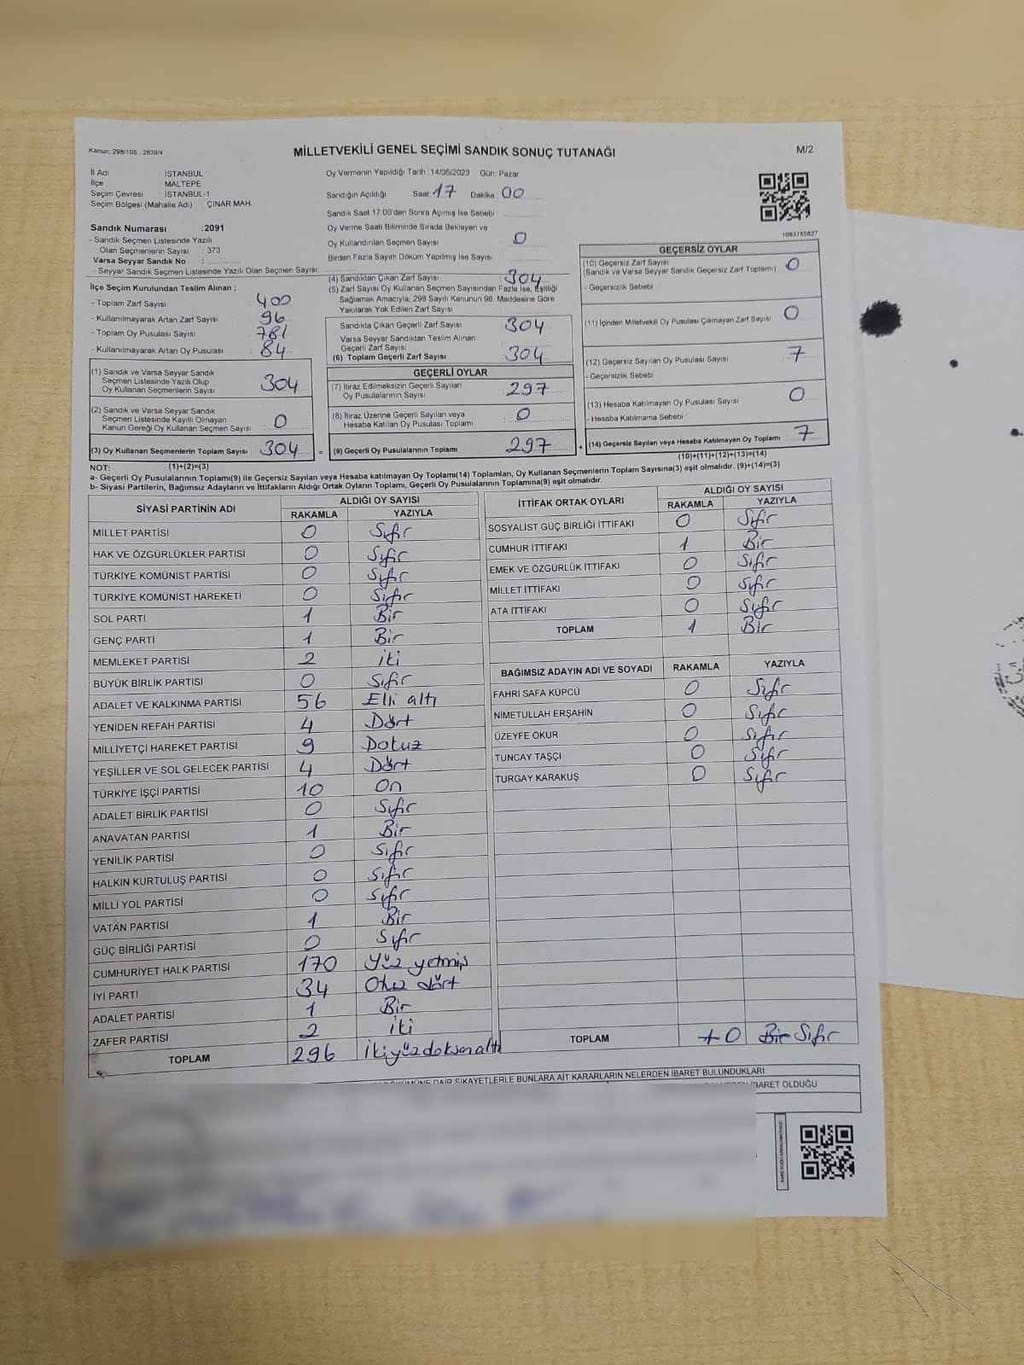 Kanun: 298/105, 2839/4
MİLLETVEKİLİ GENEL SEÇİMİ SANDIK SONUÇ TUTANAĞI
M/2
İl Adı İSTANBUL
İlçe MALTEPE
Seçim Çevresi İSTANBUL-1
Seçim Bölgesi (Mahalle Adı) : ÇINAR MAH.
Oy Vermenin Yapıldığı Tarih: 14/05/2023 Gün: Pazar
Sandığın Açıldığı Saat: 17 Dakika: 00
Sandık Saat 17:00'den Sonra Açılmış İse Sebebi
Sandık Numarası :2091
- Sandık Seçmen Listesinde Yazılı
Olan Seçmenlerin Sayısı : 373
Varsa Seyyar Sandık No :
- Seyyar Sandık Seçmen Listesinde Yazılı Olan Seçmen Sayısı:
Oy Verme Saati Bitiminde Sırada Bekleyen ve
Oy Kullandırılan Seçmen Sayısı 0
Birden Fazla Sayım Döküm Yapılmış İse Sayısı
1083765827
İlçe Seçim Kurulundan Teslim Alınan ;
- Toplam Zarf Sayısı : 400
- Kullanılmayarak Artan Zarf Sayısı : 96
- Toplam Oy Pusulası Sayısı : 781
- Kullanılmayarak Artan Oy Pusulası : 84
(1) Sandık ve Varsa Seyyar Sandık
Seçmen Listesinde Yazılı Olup
Oy Kullanan Seçmenlerin Sayısı 304
(2) Sandık ve Varsa Seyyar Sandık
Seçmen Listesinde Kayıtlı Olmayan
Kanun Gereği Oy Kullanan Seçmen Sayısı 0
(3) Oy Kullanan Seçmenlerin Toplam Sayısı 304
(1)+(2)=(3)
(4) Sandıktan Çıkan Zarf Sayısı 304
(5) Zarf Sayısı Oy Kullanan Seçmen Sayısından Fazla İse, Eşitliği
Sağlamak Amacıyla, 298 Sayılı Kanunun 98. Maddesine Göre
Yakılarak Yok Edilen Zarf Sayısı
Sandıkta Çıkan Geçerli Zarf Sayısı 304
Varsa Seyyar Sandıktan Teslim Alınan
Geçerli Zarf Sayısı
(6) Toplam Geçerli Zarf Sayısı 304
GEÇERLİ OYLAR
(7) İtiraz Edilmeksizin Geçerli Sayılan
Oy Pusulalarının Sayısı 297
(8) İtiraz Üzerine Geçerli Sayılan veya
Hesaba Katılan Oy Pusulası Toplamı 0
= (9) Geçerli Oy Pusulalarının Toplamı 297
GEÇERSİZ OYLAR
(10) Geçersiz Zarf Sayısı
(Sandık ve Varsa Seyyar Sandık Geçersiz Zarf Toplamı) 0
- Geçersizlik Sebebi :
(11) İçinden Milletvekili Oy Pusulası Çıkmayan Zarf Sayısı 0
(12) Geçersiz Sayılan Oy Pusulası Sayısı 7
- Geçersizlik Sebebi :
(13) Hesaba Katılmayan Oy Pusulası Sayısı 0
- Hesaba Katılmama Sebebi :
+ (14) Geçersiz Sayılan veya Hesaba Katılmayan Oy Toplamı 7
(10)+(11)+(12)+(13)=(14)
NOT:
a- Geçerli Oy Pusulalarının Toplamı(9) ile Geçersiz Sayılan veya Hesaba katılmayan Oy Toplamı(14) Toplamları, Oy Kullanan Seçmenlerin Toplam Sayısına(3) eşit olmalıdır. (9)+(14)=(3)
b- Siyasi Partilerin, Bağımsız Adayların ve İttifakların Aldığı Ortak Oyların Toplamı, Geçerli Oy Pusulalarının Toplamına(9) eşit olmalıdır.
SİYASİ PARTİNİN ADI ALDIĞI OY SAYISI
RAKAMLA YAZIYLA
MİLLET PARTİSİ 0 Sıfır
HAK VE ÖZGÜRLÜKLER PARTİSİ 0 Sıfır
TÜRKİYE KOMÜNİST PARTİSİ 0 Sıfır
TÜRKİYE KOMÜNİST HAREKETİ 0 Sıfır
SOL PARTİ 1 Bir
GENÇ PARTİ 1 Bir
MEMLEKET PARTİSİ 2 iki
BÜYÜK BİRLİK PARTİSİ 0 Sıfır
ADALET VE KALKINMA PARTİSİ 56 Elli altı
YENİDEN REFAH PARTİSİ 4 Dört
MİLLİYETÇİ HAREKET PARTİSİ 9 Dokuz
YEŞİLLER VE SOL GELECEK PARTİSİ 4 Dört
TÜRKİYE İŞÇİ PARTİSİ 10 On
ADALET BİRLİK PARTİSİ 0 Sıfır
ANAVATAN PARTİSİ 1 Bir
YENİLİK PARTİSİ 0 Sıfır
HALKIN KURTULUŞ PARTİSİ 0 Sıfır
MİLLİ YOL PARTİSİ 0 Sıfır
VATAN PARTİSİ 1 Bir
GÜÇ BİRLİĞİ PARTİSİ 0 Sıfır
CUMHURİYET HALK PARTİSİ 170 Yüz yetmiş
İYİ PARTİ 34 Otuz dört
ADALET PARTİSİ 1 Bir
ZAFER PARTİSİ 2 iki
TOPLAM 296 ikiyüzdoksanaltı
İTTİFAK ORTAK OYLARI ALDIĞI OY SAYISI
RAKAMLA YAZIYLA
SOSYALİST GÜÇ BİRLİĞİ İTTİFAKI 0 Sıfır
CUMHUR İTTİFAKI 1 Bir
EMEK VE ÖZGÜRLÜK İTTİFAKI 0 Sıfır
MİLLET İTTİFAKI 0 Sıfır
ATA İTTİFAKI 0 Sıfır
TOPLAM 1 Bir
BAĞIMSIZ ADAYIN ADI VE SOYADI RAKAMLA YAZIYLA
FAHRİ SAFA KÜPCÜ 0 Sıfır
NİMETULLAH ERŞAHİN 0 Sıfır
ÜZEYFE OKUR 0 Sıfır
TUNCAY TAŞÇI 0 Sıfır
TURGAY KARAKUŞ 0 Sıfır
TOPLAM 0 Bir Sıfır
DÖKÜMÜNE DAİR ŞİKAYETLERLE BUNLARA AİT KARARLARIN NELERDEN İBARET BULUNDUKLARI
İBARET OLDUĞU